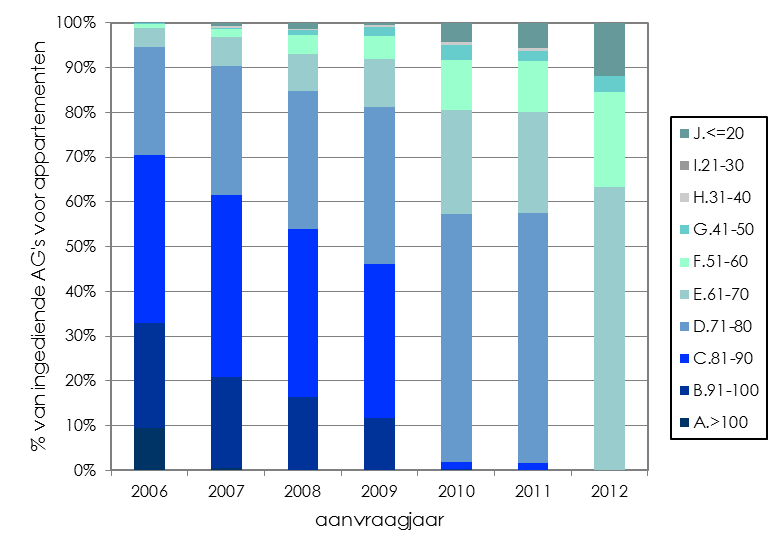 % van ingediende AG's voor appartementen
100%
90%
80%
70%
60%
50%
40%
30%
20%
10%
0%
2006 2007 2008 2009 2010 2011 2012
aanvraagjaar
J.<=20
I.21-30
H.31-40
G.41-50
F.51-60
E.61-70
D.71-80
C.81-90
B.91-100
A.>100